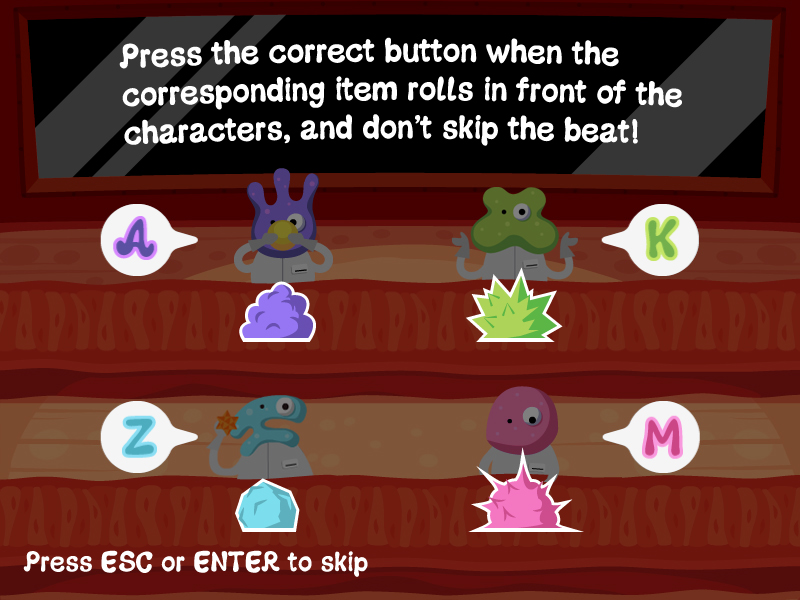 Press the correct button when the
corresponding item rolls in front of the
characters, and don't skip the beat!
A
K
Z
M
Press ESC or ENTER to skip